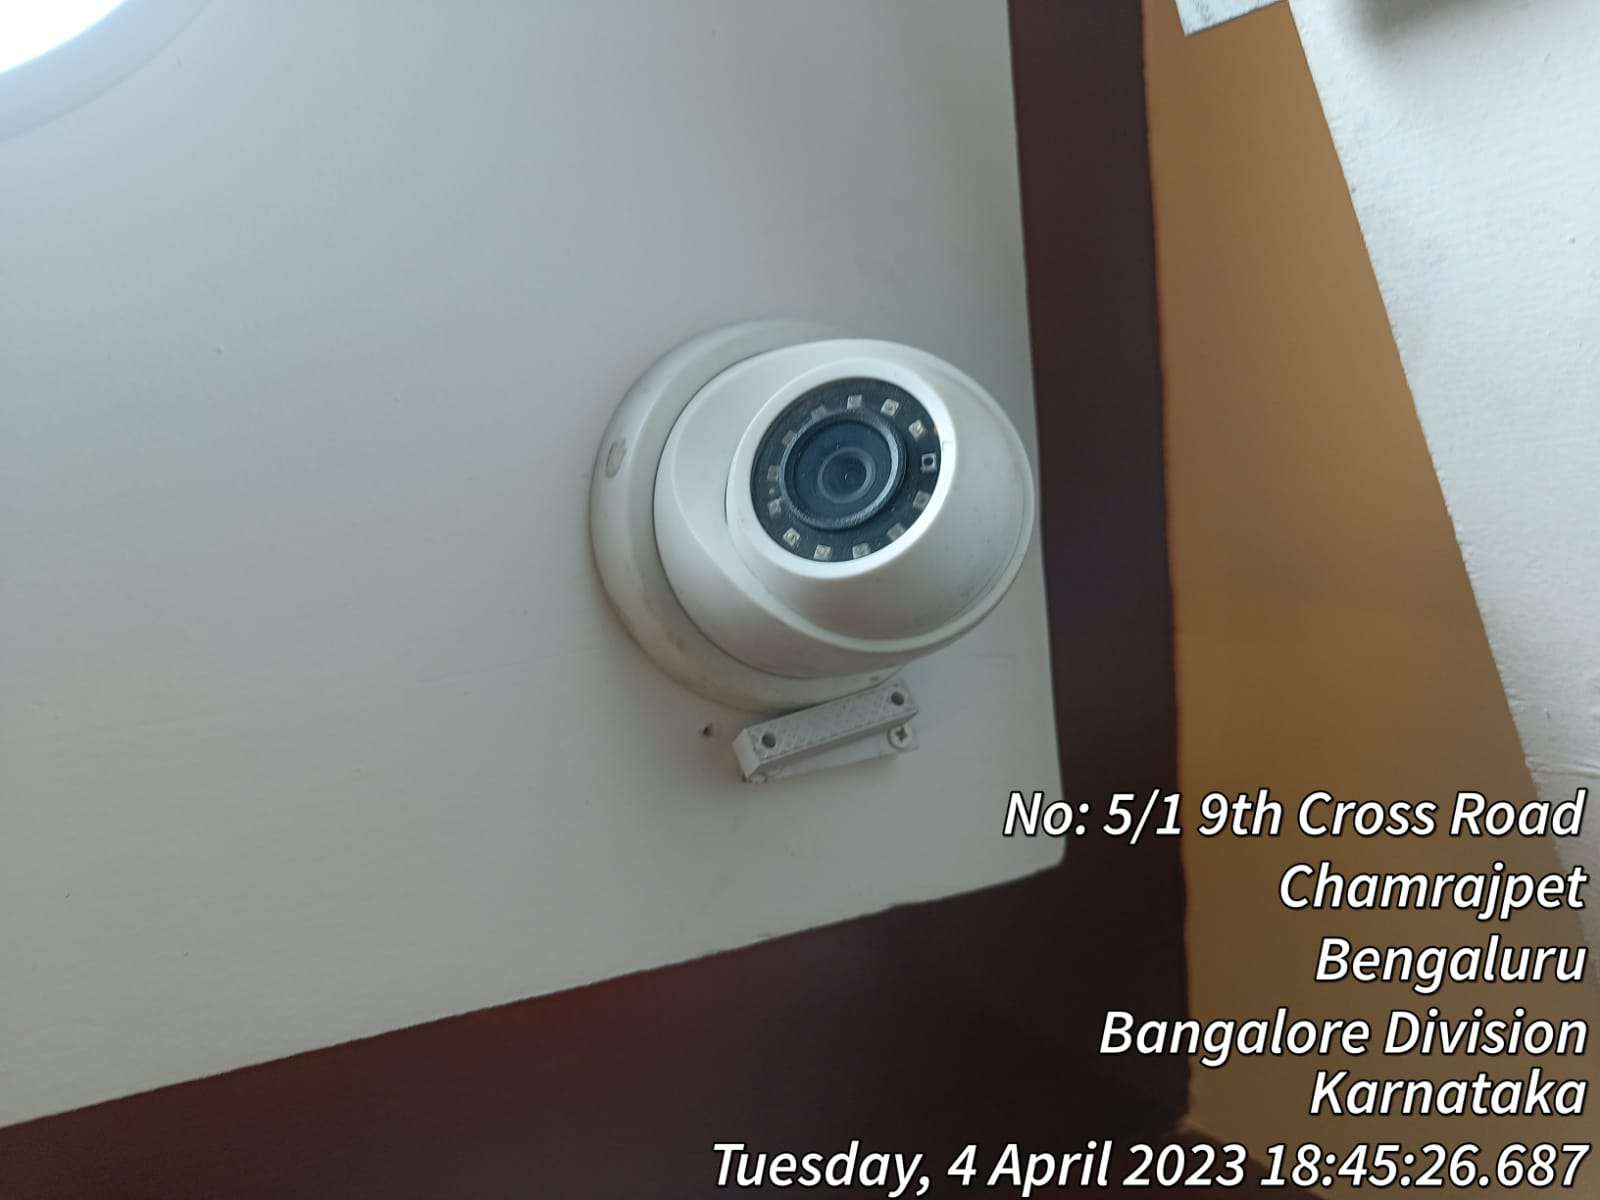 No: 5/1 9th Cross Road
Chamrajpet
Bengaluru
Bangalore Division
Karnataka
Tuesday, 4 April 2023 18:45:26.687